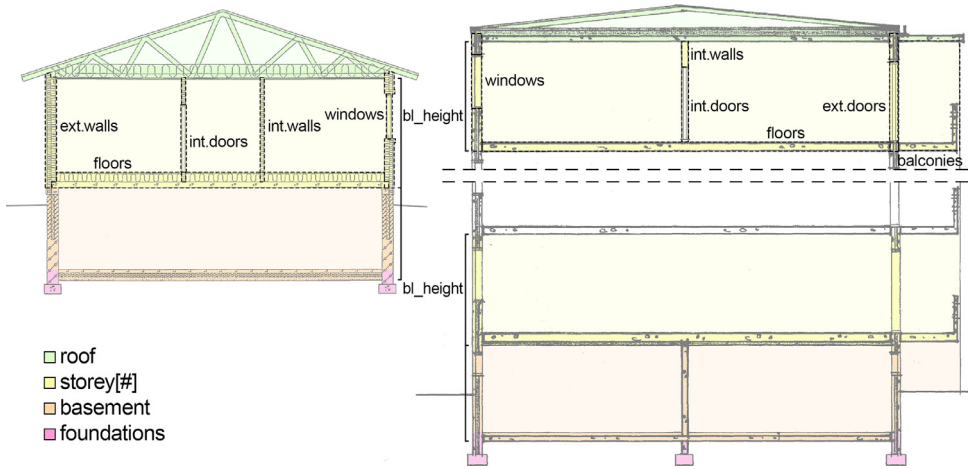 ext.walls
floors
int.doors
int.walls
windows
bl_height
windows
int.walls
int.doors
ext.doors
floors
balconies
bl_height
roof
storey[#]
basement
foundations